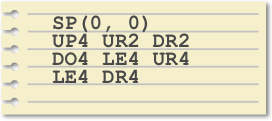 SP(0, 0)
UP4 UR2 DR2
DO4 LE4 UR4
LE4 DR4